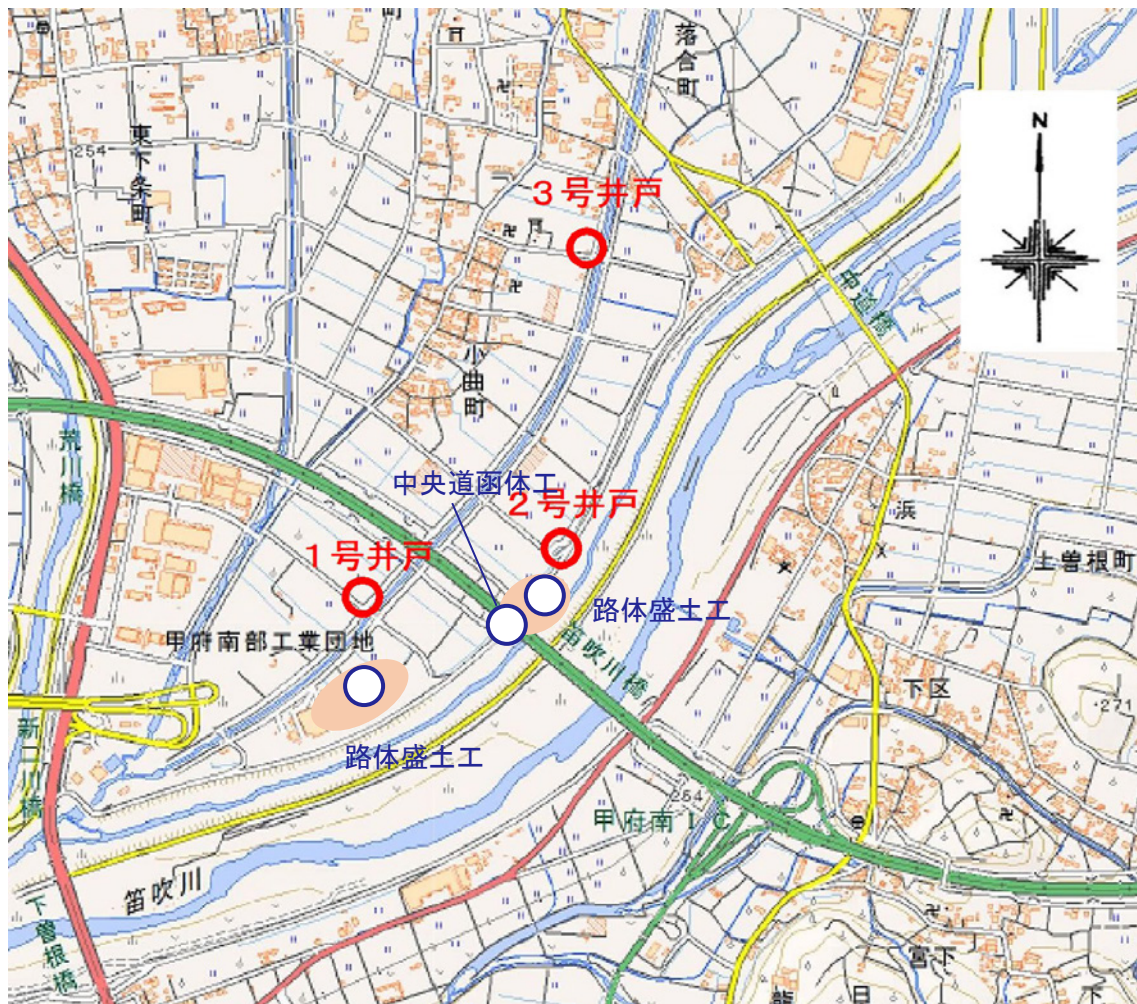 町
落合町
N
東下条町
254
3号井戸
中道橋
小曲町
荒川橋
中央道函体工
2号井戸
浜
上曽根町
1号井戸
路体盛土工
甲府南部工業団地
笛吹川橋
下区
271
新二川橋
路体盛土工
254
甲府南IC
笛吹川
下曽根橋
宮下